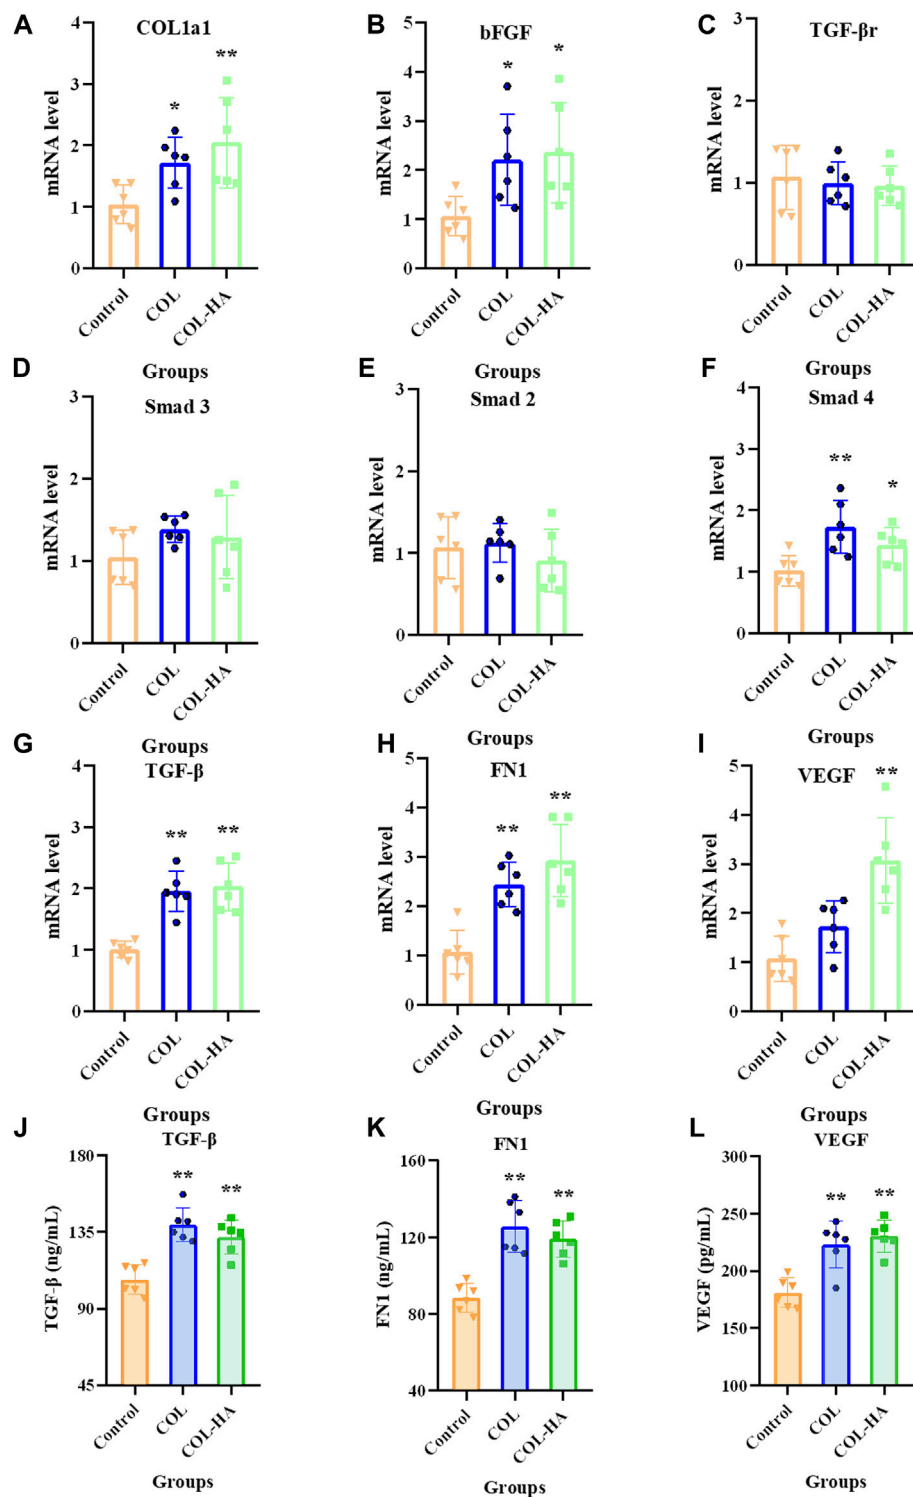 A
COL1a1
mRNA level
4
3
2
1
0
*
**
Control
COL
COL-HA
Groups
B
bFGF
mRNA level
5
4
3
2
1
0
*
*
Control
COL
COL-HA
Groups
C
TGF-βr
mRNA level
3
2
1
0
Control
COL
COL-HA
Groups
D
Smad 3
mRNA level
3
2
1
0
Control
COL
COL-HA
Groups
E
Smad 2
mRNA level
3
2
1
0
Control
COL
COL-HA
Groups
F
Smad 4
mRNA level
4
3
2
1
0
**
*
Control
COL
COL-HA
Groups
G
TGF-β
mRNA level
4
3
2
1
0
**
**
Control
COL
COL-HA
Groups
H
FN1
mRNA level
5
4
3
2
1
0
**
**
Control
COL
COL-HA
Groups
I
VEGF
mRNA level
5
4
3
2
1
0
**
Control
COL
COL-HA
Groups
J
TGF-β
TGF-β (ng/mL)
180
135
90
45
**
**
Control
COL
COL-HA
Groups
K
FN1
FN1 (ng/mL)
160
120
80
40
**
**
Control
COL
COL-HA
Groups
L
VEGF
VEGF (pg/mL)
300
250
200
150
100
**
**
Control
COL
COL-HA
Groups